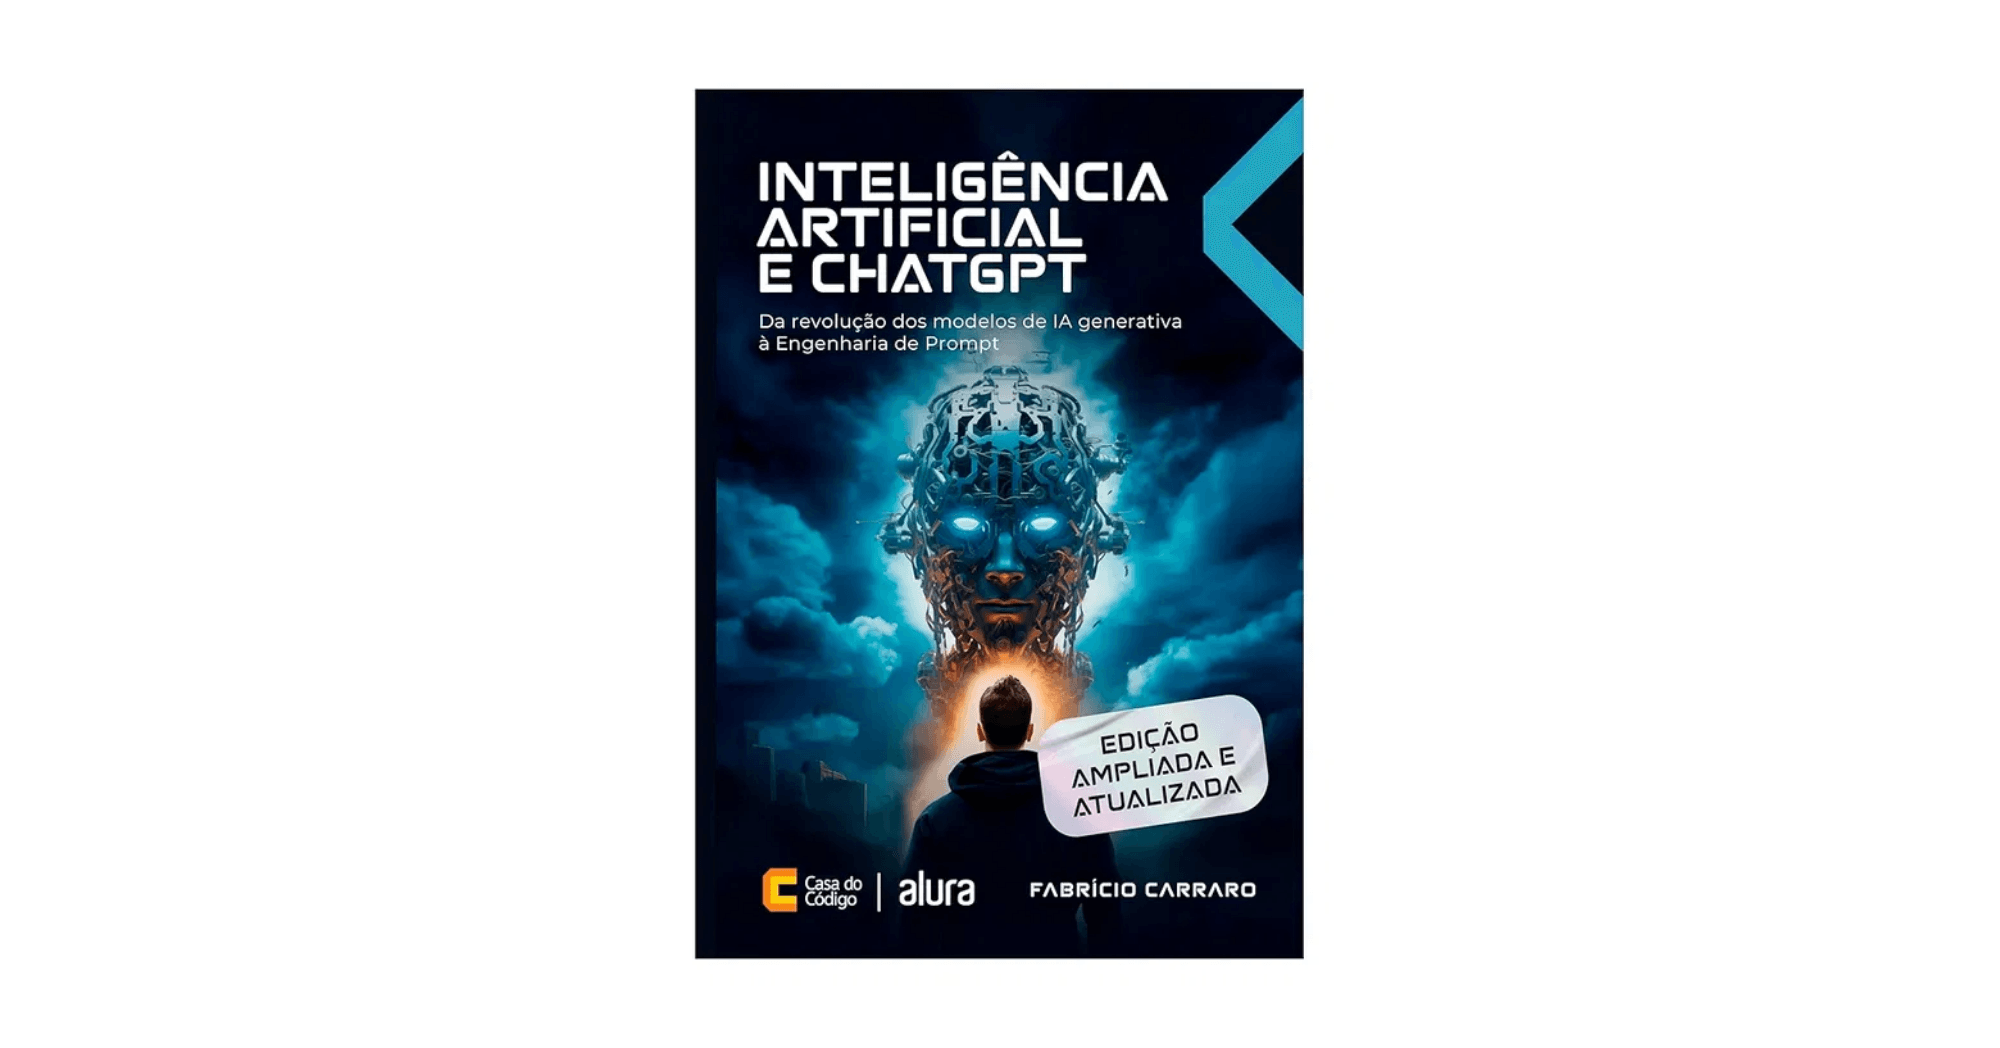 INTELIGÊNCIA
ARTIFICIAL
E CHATGPT
Da revolução dos modelos de IA generativa
à Engenharia de Prompt
EDIÇÃO
AMPLIADA E
ATUALIZADA
Casa do
Código
alura
FABRÍCIO CARRARO